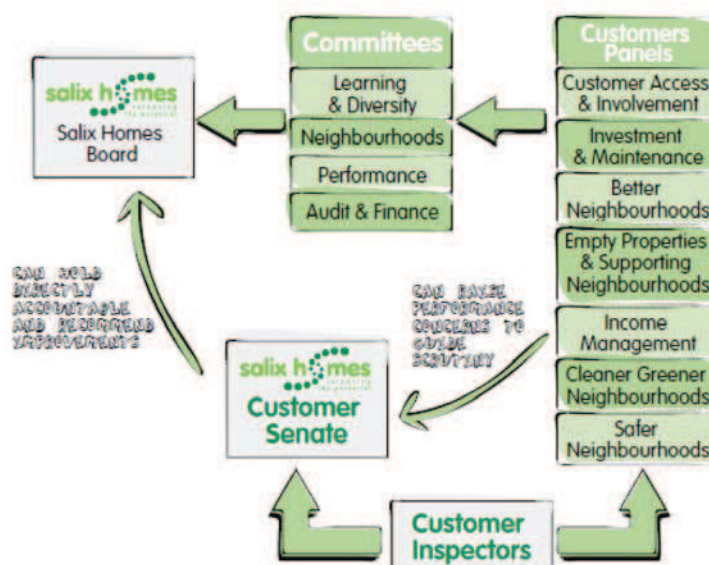 salix homes
Salix Homes
Board
Committees
Learning
& Diversity
Neighbourhoods
Performance
Audit & Finance
Customers
Panels
Customer Access
& Involvement
Investment
& Maintenance
Better
Neighbourhoods
Empty Properties
& Supporting
Neighbourhoods
Income
Management
Cleaner Greener
Neighbourhoods
Safer
Neighbourhoods
CAN HOLD
DIRECTLY
ACCOUNTABLE
AND RECOMMEND
IMPROVEMENTS
CAN RAISE
PERFORMANCE
CONCERNS TO
GUIDE
SCRUTINY
salix homes
Customer
Senate
Customer
Inspectors